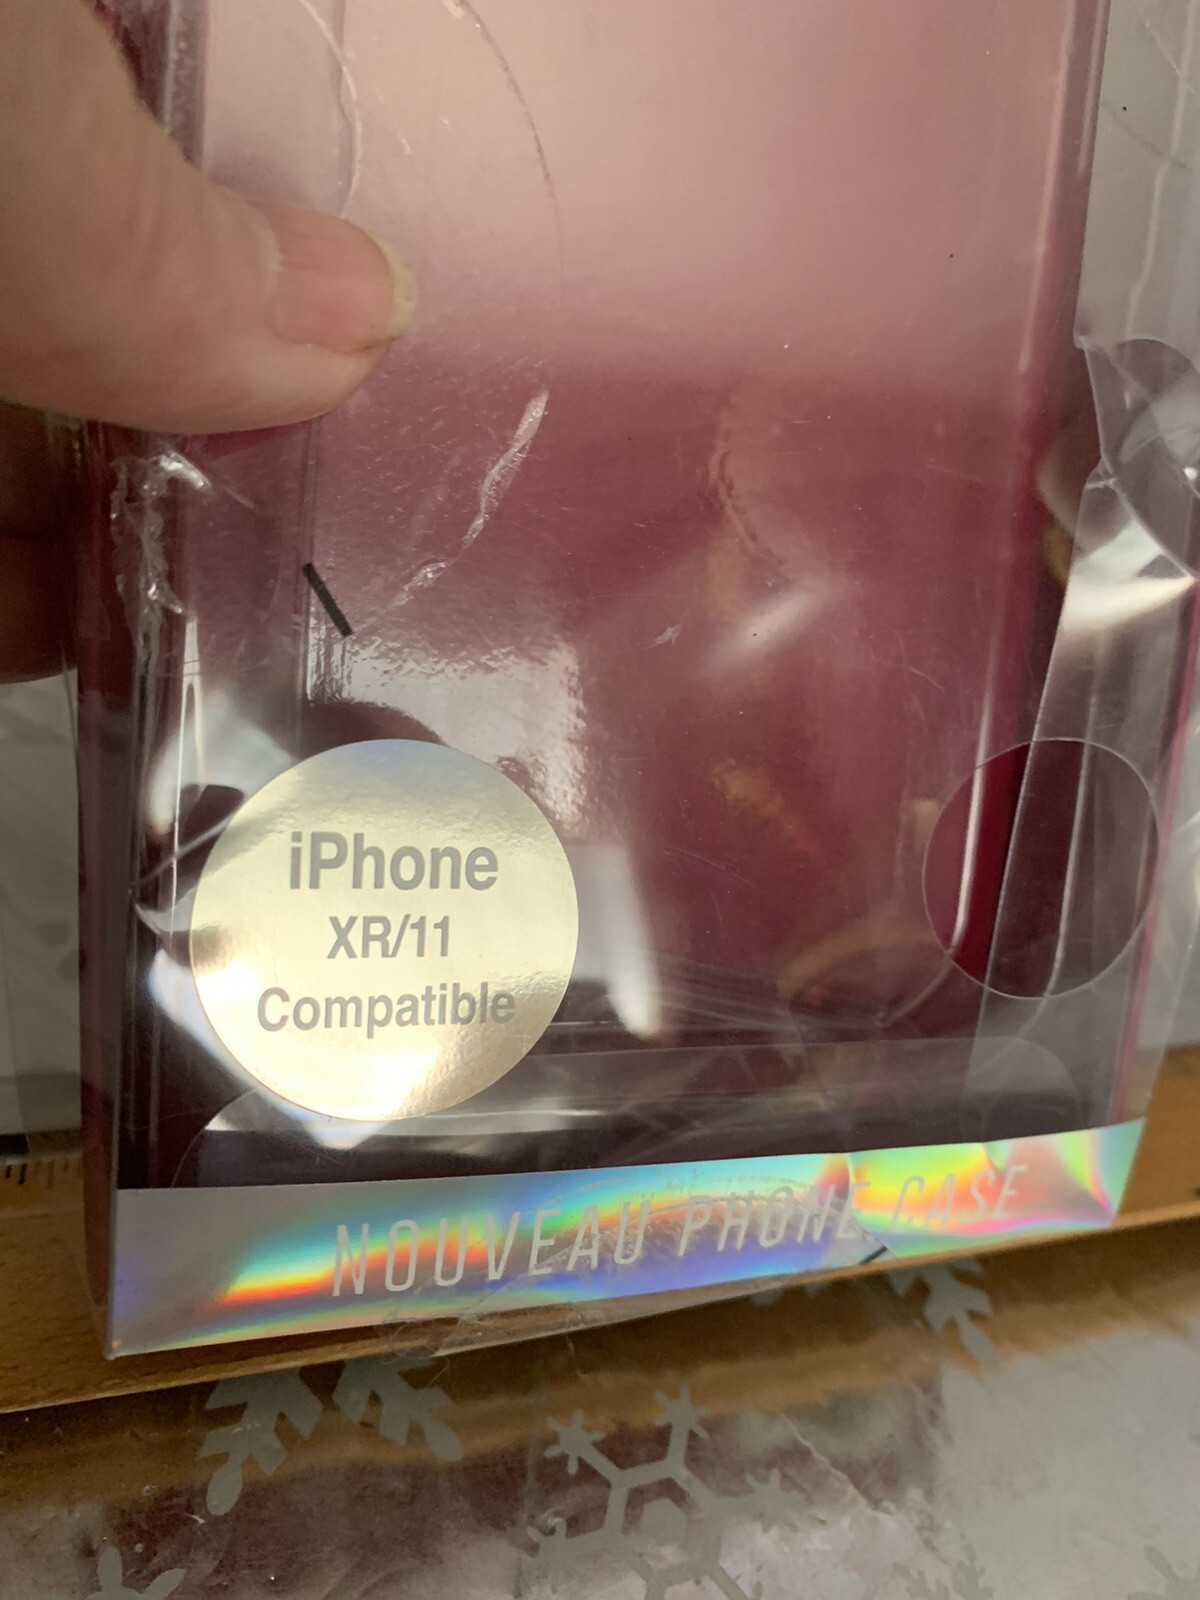 iPhone
XR/11
Compatible
NOUVEAU PHONE CASE